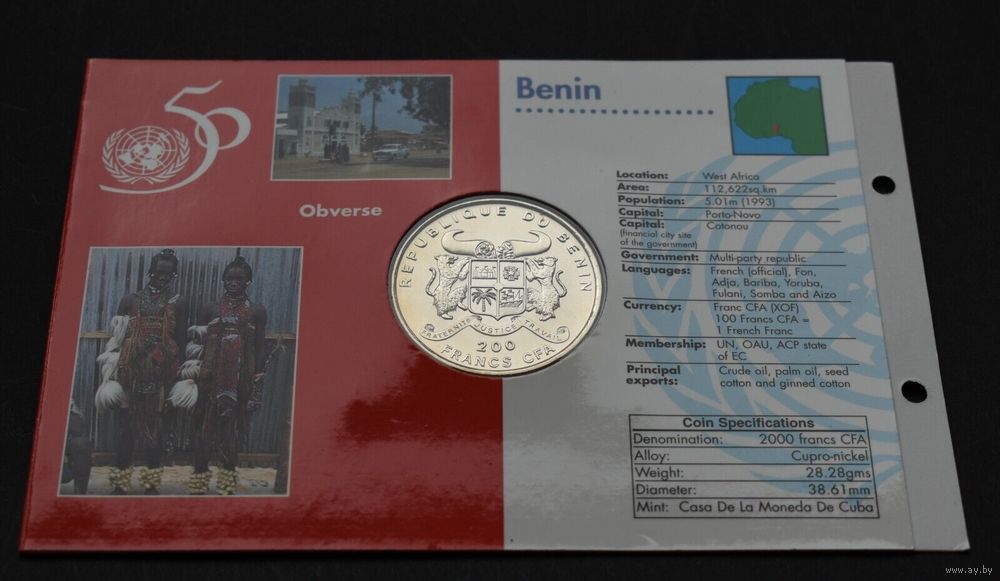 50
Benin
Obverse
REPUBLIQUE DU BENIN
FRATERNITE JUSTICE TRAVAIL
200
FRANCS CFA
Location: West Africa
Area: 112,622sq.km
Population: 5.01m (1993)
Capital: Porto-Novo
Capital: Cotonou
(financial city site
of the government)
Government: Multi-party republic
Languages: French (official), Fon,
Adja, Bariba, Yoruba,
Fulani, Somba and Aizo
Currency: Franc CFA (XOF)
100 Francs CFA =
1 French Franc
Membership: UN, OAU, ACP state
of EC
Principal Crude oil, palm oil, seed
exports: cotton and ginned cotton
Coin Specifications
Denomination: 2000 francs CFA
Alloy: Cupro-nickel
Weight: 28.28gms
Diameter: 38.61mm
Mint: Casa De La Moneda De Cuba
www.ay.by